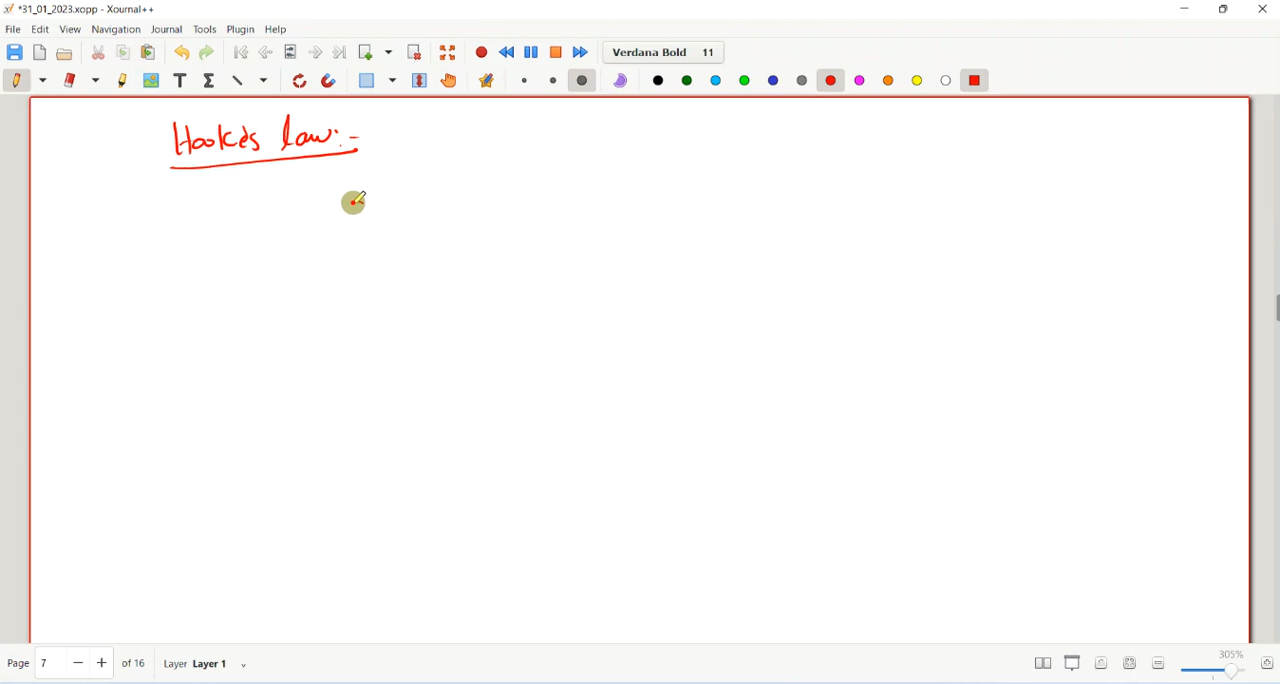 *31_01_2023.xopp - Xournal++
File Edit View Navigation Journal Tools Plugin Help
Verdana Bold 11
Hooke's law:-
Page 7 of 16 Layer Layer 1
305%